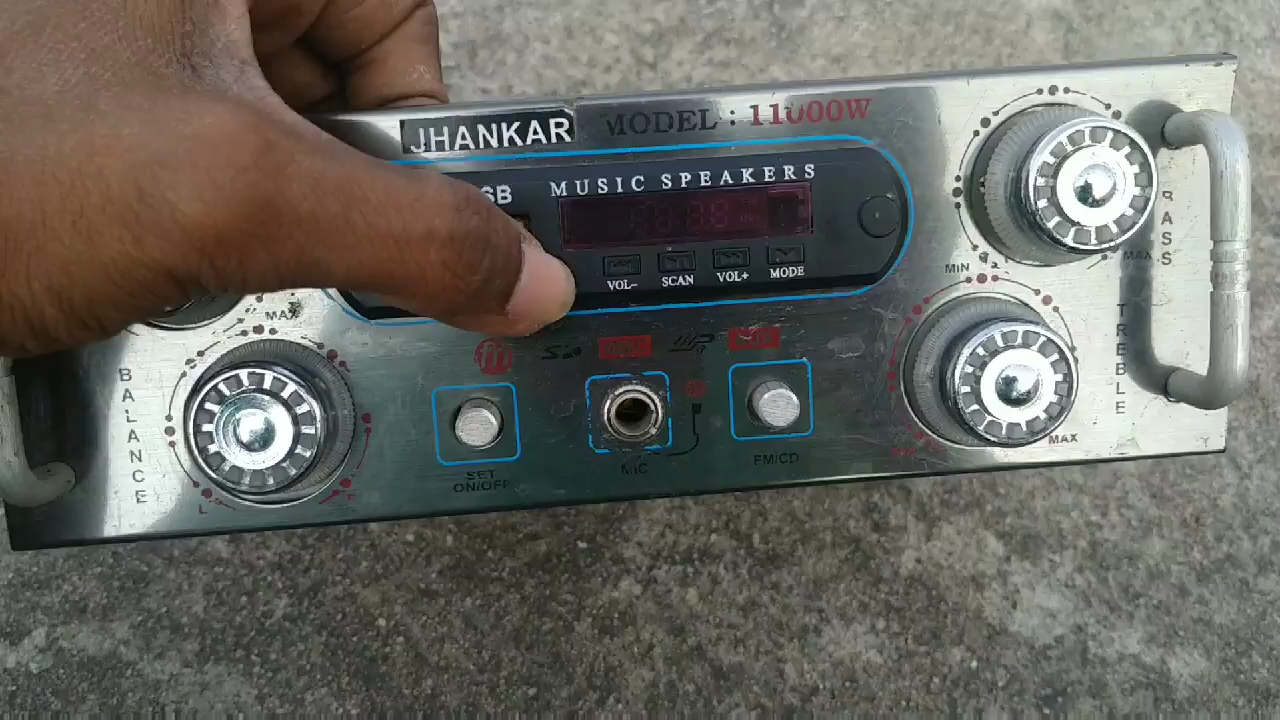 JHANKAR MODEL : 11000W
SB
MUSIC SPEAKERS
VOL-
SCAN
VOL+
MODE
BASS
MIN
MAX
TREBLE
MAX
MAX
BALANCE
L
SET
ON/OFF
MIC
FM/CD